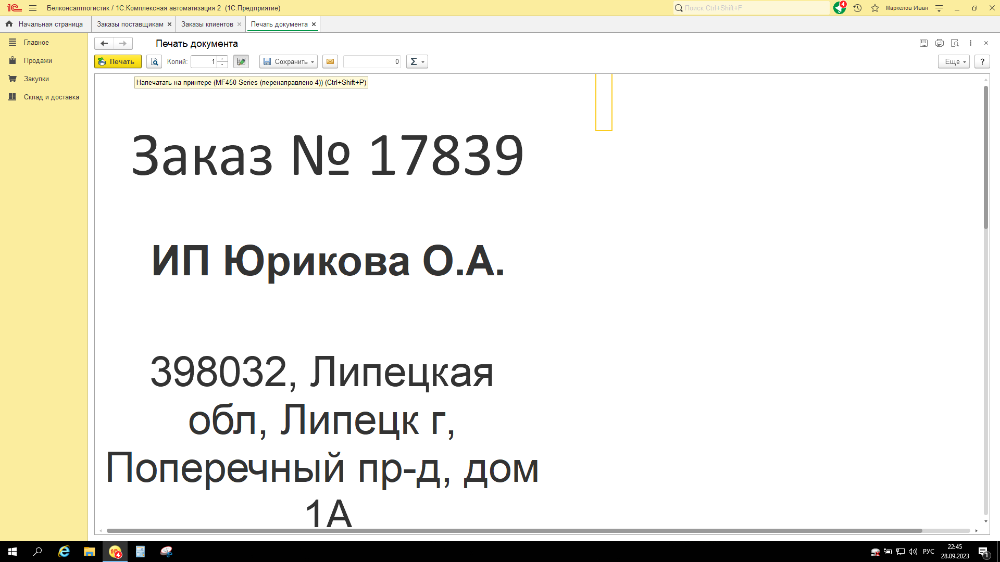 Белконсалтлогистик / 1С:Комплексная автоматизация 2 (1С:Предприятие)
Поиск Ctrl+Shift+F
4
Маркелов Иван
Начальная страница
Заказы поставщикам
Заказы клиентов
Печать документа
Главное
Продажи
Закупки
Склад и доставка
Печать документа
Печать
Копий:
1
Сохранить
0
Σ
Еще
?
Напечатать на принтере (MF450 Series (перенаправлено 4)) (Ctrl+Shift+P)
Заказ № 17839
ИП Юрикова О.А.
398032, Липецкая
обл, Липецк г,
Поперечный пр-д, дом
1А
4
РУС
22:45
28.09.2023
1